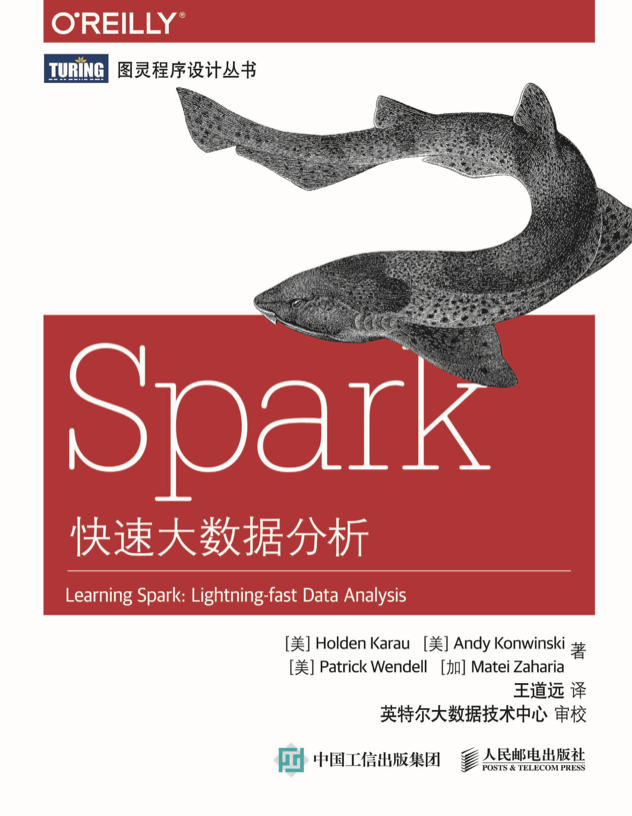 O'REILLY®
TURING 图灵程序设计丛书
Spark
快速大数据分析
Learning Spark: Lightning-fast Data Analysis
[美] Holden Karau [美] Andy Konwinski
[美] Patrick Wendell [加] Matei Zaharia 著
王道远 译
英特尔大数据技术中心 审校
中国工信出版集团 人民邮电出版社
POSTS & TELECOM PRESS